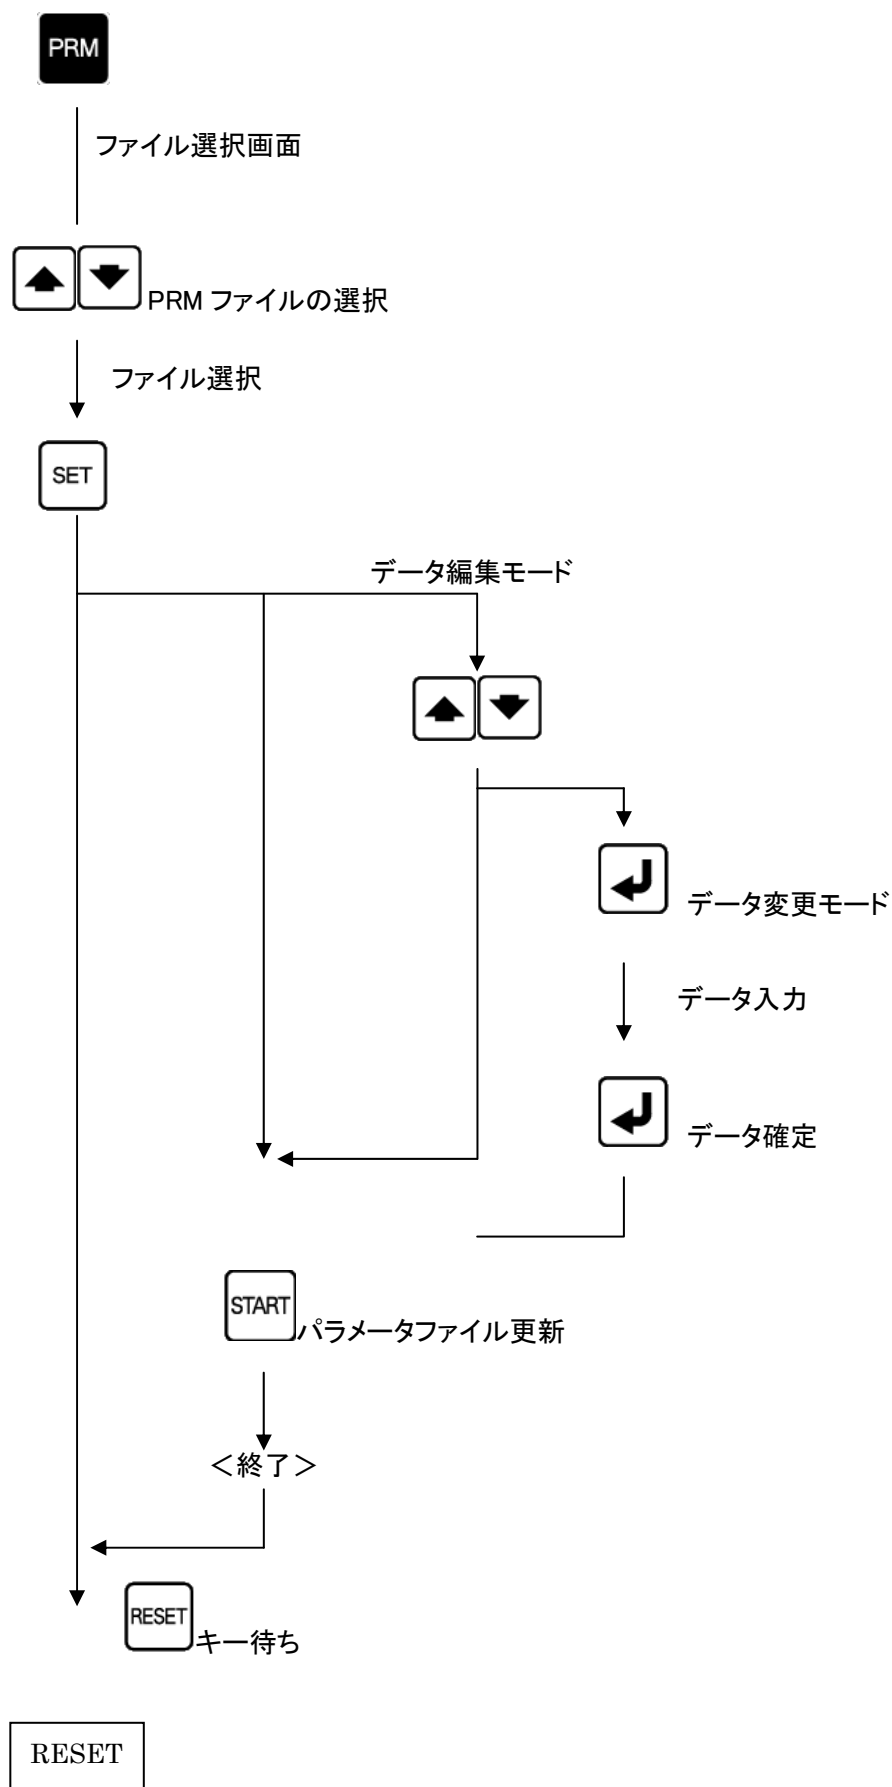 PRM
ファイル選択画面
PRM ファイルの選択
ファイル選択
SET
データ編集モード
データ変更モード
データ入力
データ確定
START
パラメータファイル更新
＜終了＞
RESET
キー待ち
RESET